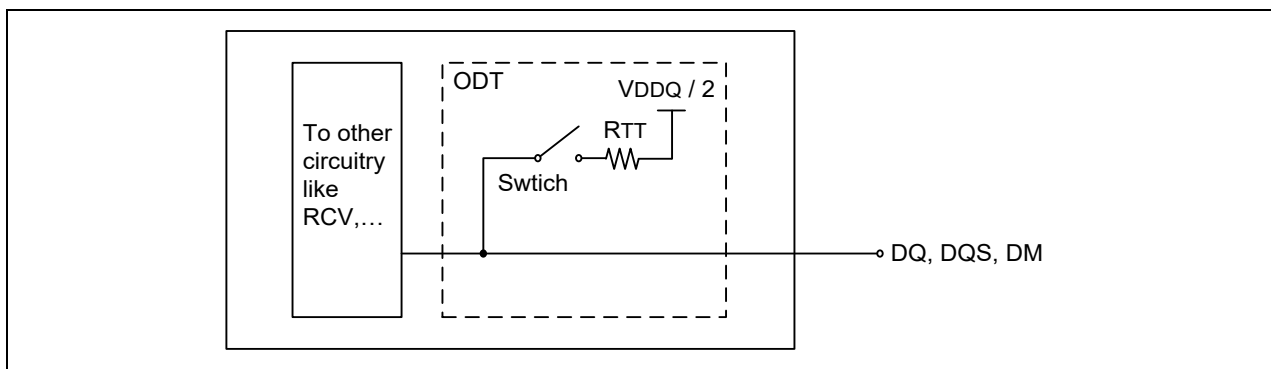 ODT
VDDQ / 2
To other
circuitry
like
RCV,…
RTT
Swtich
DQ, DQS, DM